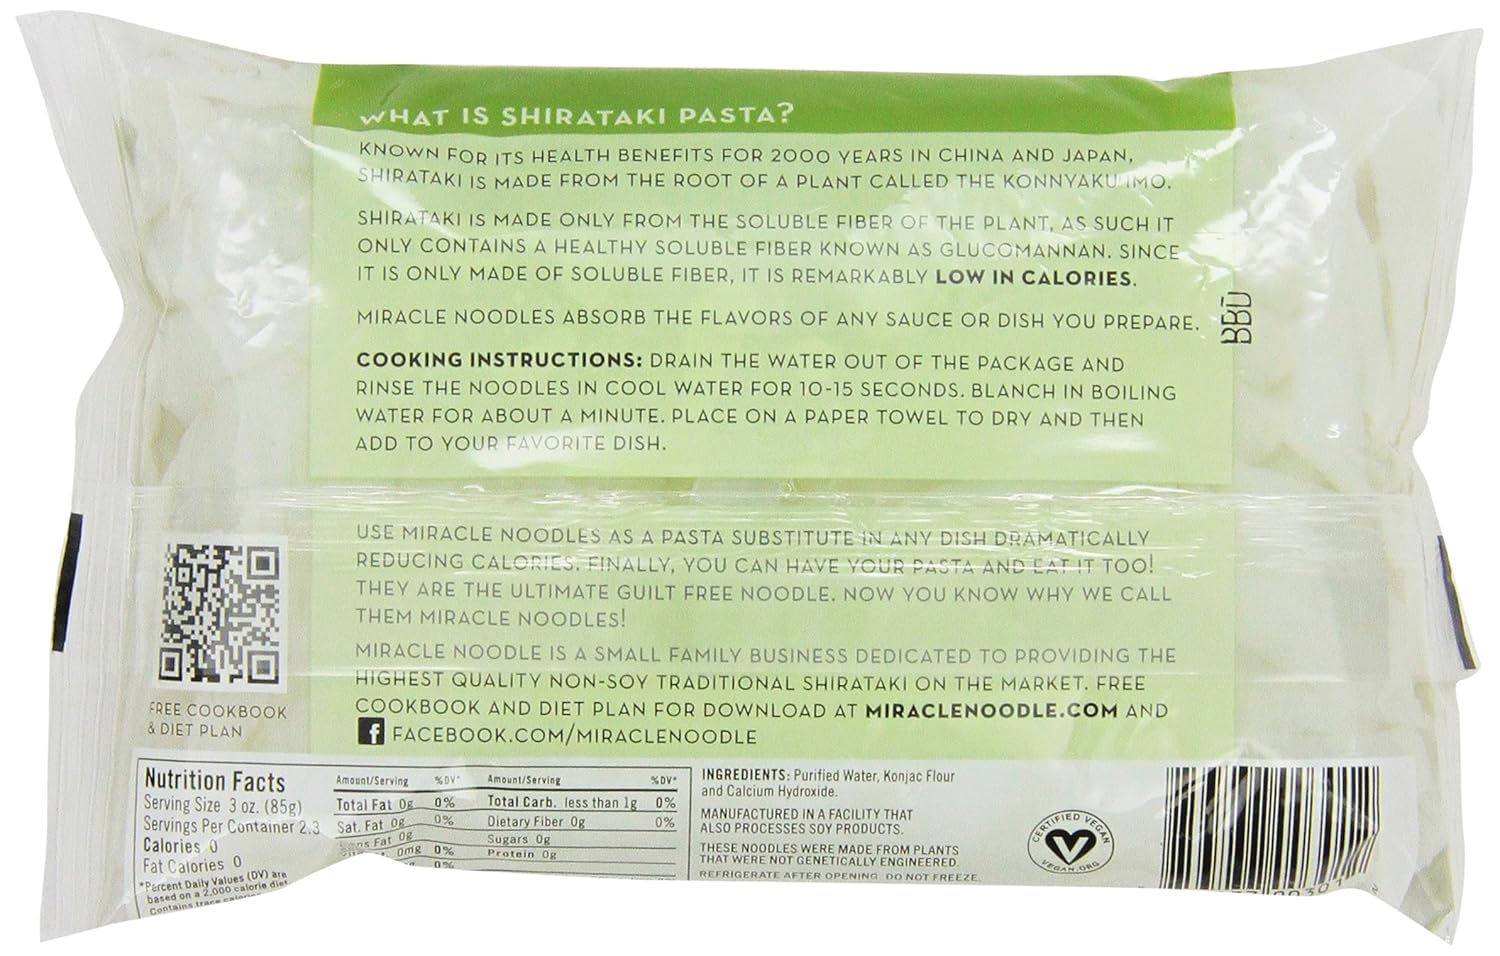 WHAT IS SHIRATAKI PASTA?
KNOWN FOR ITS HEALTH BENEFITS FOR 2000 YEARS IN CHINA AND JAPAN,
SHIRATAKI IS MADE FROM THE ROOT OF A PLANT CALLED THE KONNYAKU IMO.
SHIRATAKI IS MADE ONLY FROM THE SOLUBLE FIBER OF THE PLANT, AS SUCH IT
ONLY CONTAINS A HEALTHY SOLUBLE FIBER KNOWN AS GLUCOMANNAN. SINCE
IT IS ONLY MADE OF SOLUBLE FIBER, IT IS REMARKABLY LOW IN CALORIES.
MIRACLE NOODLES ABSORB THE FLAVORS OF ANY SAUCE OR DISH YOU PREPARE.
BBD
COOKING INSTRUCTIONS: DRAIN THE WATER OUT OF THE PACKAGE AND
RINSE THE NOODLES IN COOL WATER FOR 10-15 SECONDS. BLANCH IN BOILING
WATER FOR ABOUT A MINUTE. PLACE ON A PAPER TOWEL TO DRY AND THEN
ADD TO YOUR FAVORITE DISH.
USE MIRACLE NOODLES AS A PASTA SUBSTITUTE IN ANY DISH DRAMATICALLY
REDUCING CALORIES. FINALLY, YOU CAN HAVE YOUR PASTA AND EAT IT TOO!
THEY ARE THE ULTIMATE GUILT FREE NOODLE. NOW YOU KNOW WHY WE CALL
THEM MIRACLE NOODLES!
MIRACLE NOODLE IS A SMALL FAMILY BUSINESS DEDICATED TO PROVIDING THE
HIGHEST QUALITY NON-SOY TRADITIONAL SHIRATAKI ON THE MARKET. FREE
COOKBOOK AND DIET PLAN FOR DOWNLOAD AT MIRACLENOODLE.COM AND
f FACEBOOK.COM/MIRACLENOODLE
FREE COOKBOOK
& DIET PLAN
Nutrition Facts
Serving Size 3 oz. (85g)
Servings Per Container 2.3
Calories 0
Fat Calories 0
*Percent Daily Values (DV) are
based on a 2,000 calorie diet
Contains trace
Amount/Serving %DV* Amount/Serving %DV*
Total Fat 0g 0% Total Carb. less than 1g 0%
Sat. Fat 0g 0% Dietary Fiber 0g 0%
Fat 0g Sugars 0g
0mg 0% Protein 0g
0%
INGREDIENTS: Purified Water, Konjac Flour
and Calcium Hydroxide.
MANUFACTURED IN A FACILITY THAT
ALSO PROCESSES SOY PRODUCTS.
THESE NOODLES WERE MADE FROM PLANTS
THAT WERE NOT GENETICALLY ENGINEERED.
REFRIGERATE AFTER OPENING. DO NOT FREEZE.
CERTIFIED VEGAN
VEGAN.ORG